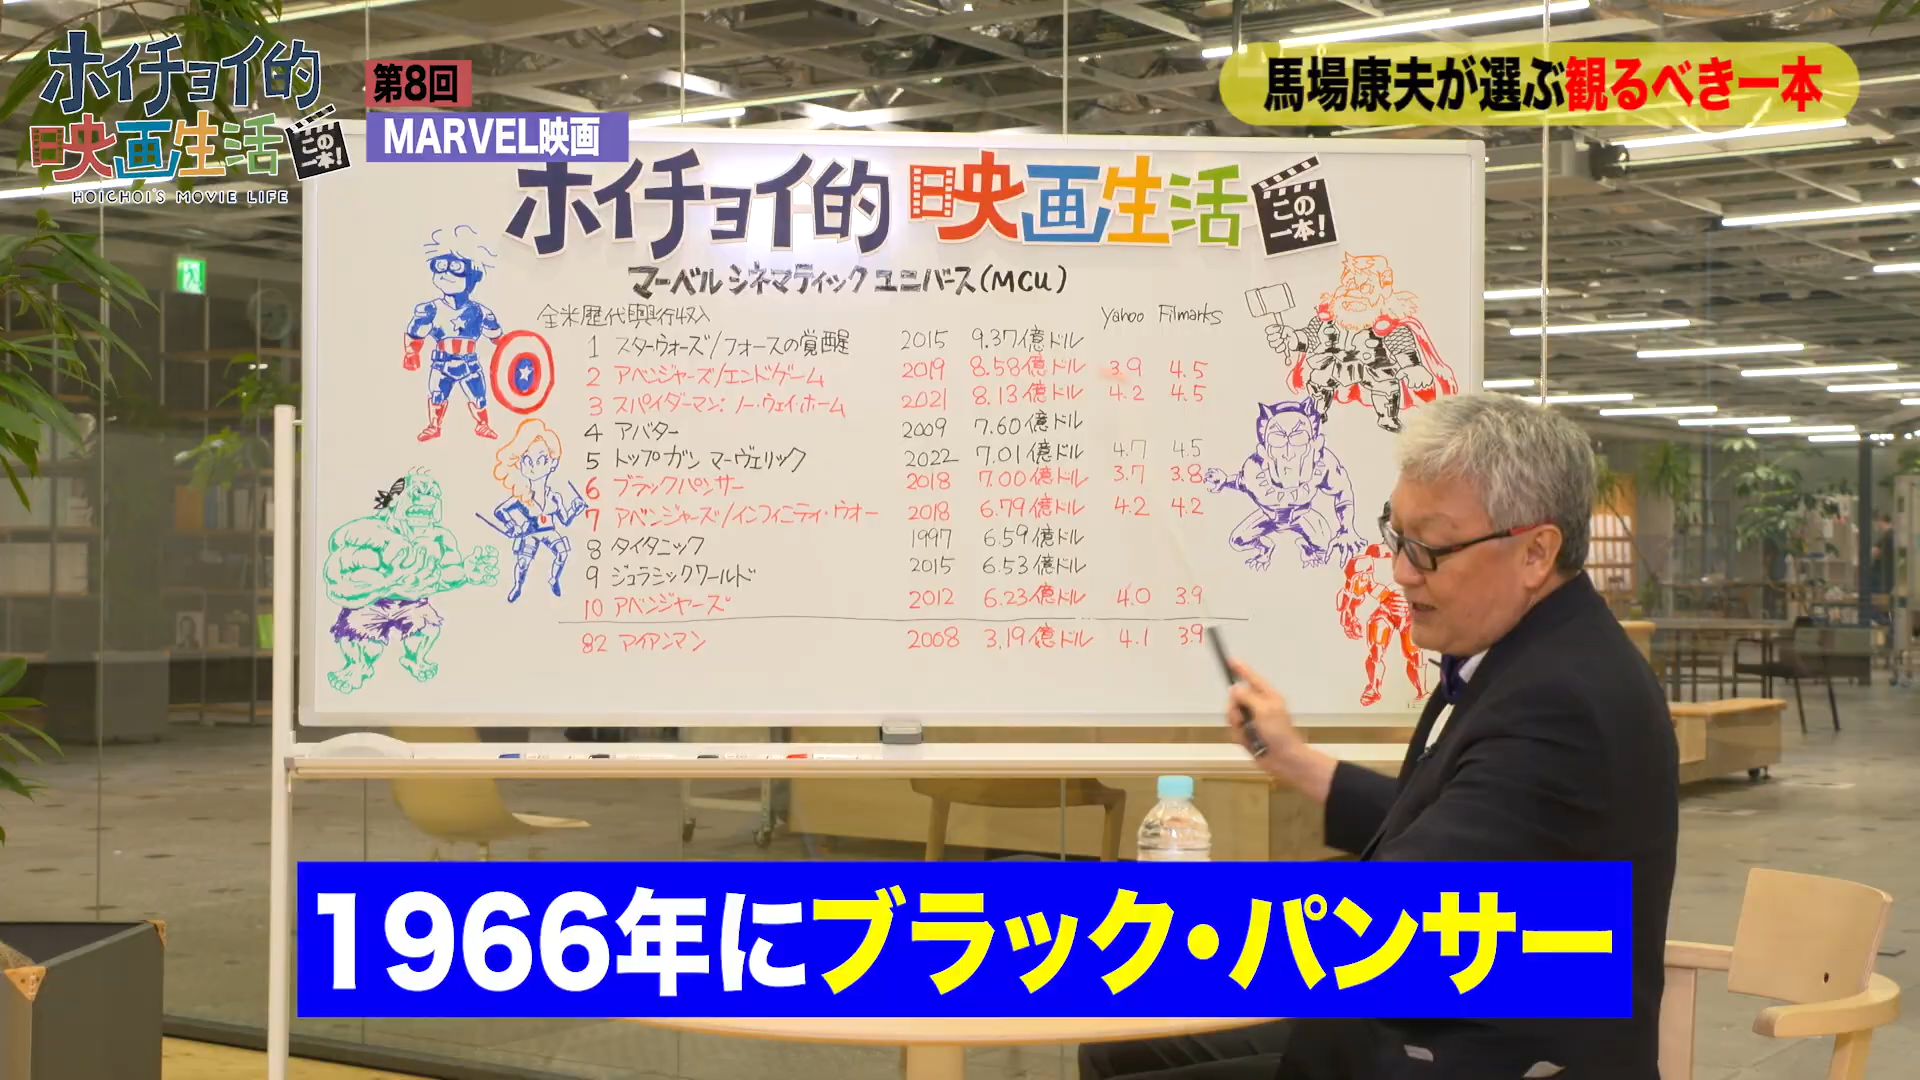 ホイチョイ的
映画生活
この一本!
HOICHOI'S MOVIE LIFE
第8回
MARVEL映画
馬場康夫が選ぶ観るべき一本
ホイチョイ的 映画生活 この一本!
マーベル シネマティック ユニバース(MCU)
全米歴代興行収入 Yahoo Filmarks
1 スターウォーズ/フォースの覚醒 2015 9.37億ドル
2 アベンジャーズ/エンドゲーム 2019 8.58億ドル 3.9 4.5
3 スパイダーマン:ノー・ウェイ・ホーム 2021 8.13億ドル 4.2 4.5
4 アバター 2009 7.60億ドル
5 トップガン マーヴェリック 2022 7.01億ドル 4.7 4.5
6 ブラックパンサー 2018 7.00億ドル 3.7 3.8
7 アベンジャーズ/インフィニティ・ウォー 2018 6.79億ドル 4.2 4.2
8 タイタニック 1997 6.59億ドル
9 ジュラシックワールド 2015 6.53億ドル
10 アベンジャーズ 2012 6.23億ドル 4.0 3.9
82 アイアンマン 2008 3.19億ドル 4.1 3.9
1966年にブラック・パンサー